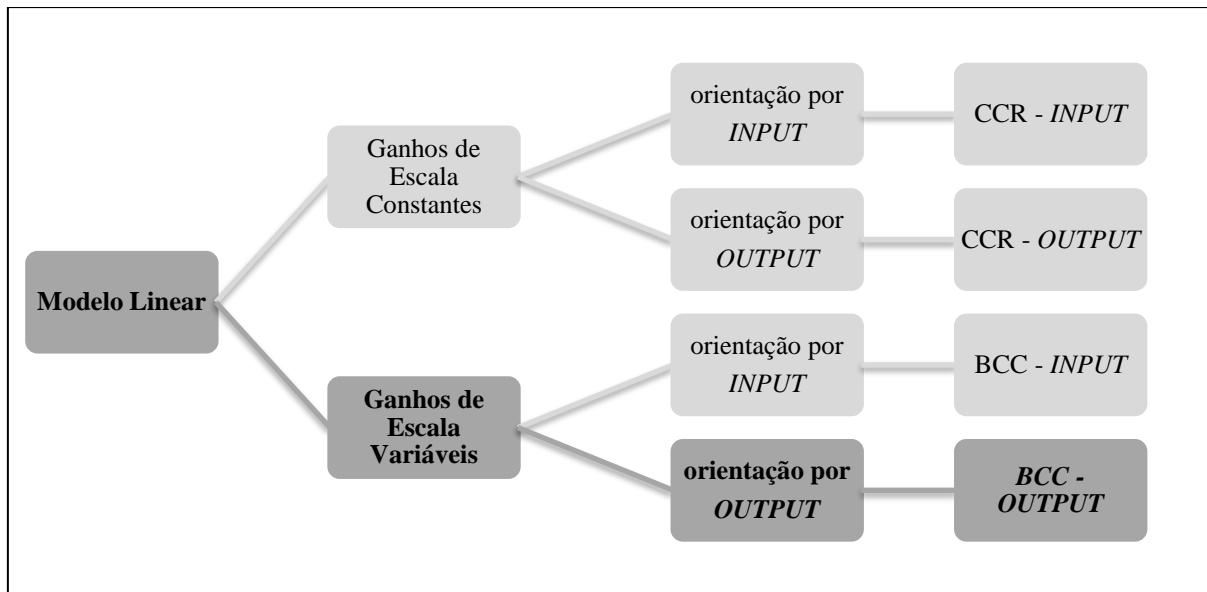 Modelo Linear
Ganhos de
Escala
Constantes
orientação por
INPUT
CCR - INPUT
orientação por
OUTPUT
CCR - OUTPUT
Ganhos de
Escala
Variáveis
orientação por
INPUT
BCC - INPUT
orientação por
OUTPUT
BCC -
OUTPUT